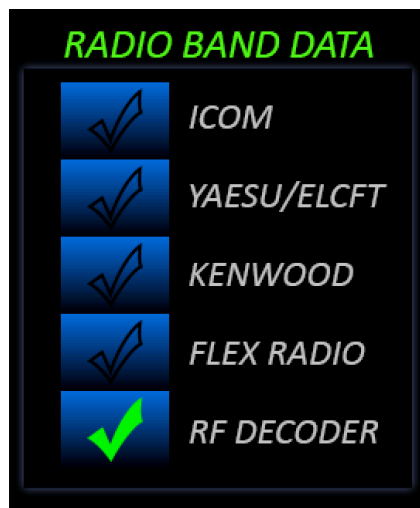 RADIO BAND DATA
ICOM
YAESU/ELCFT
KENWOOD
FLEX RADIO
RF DECODER